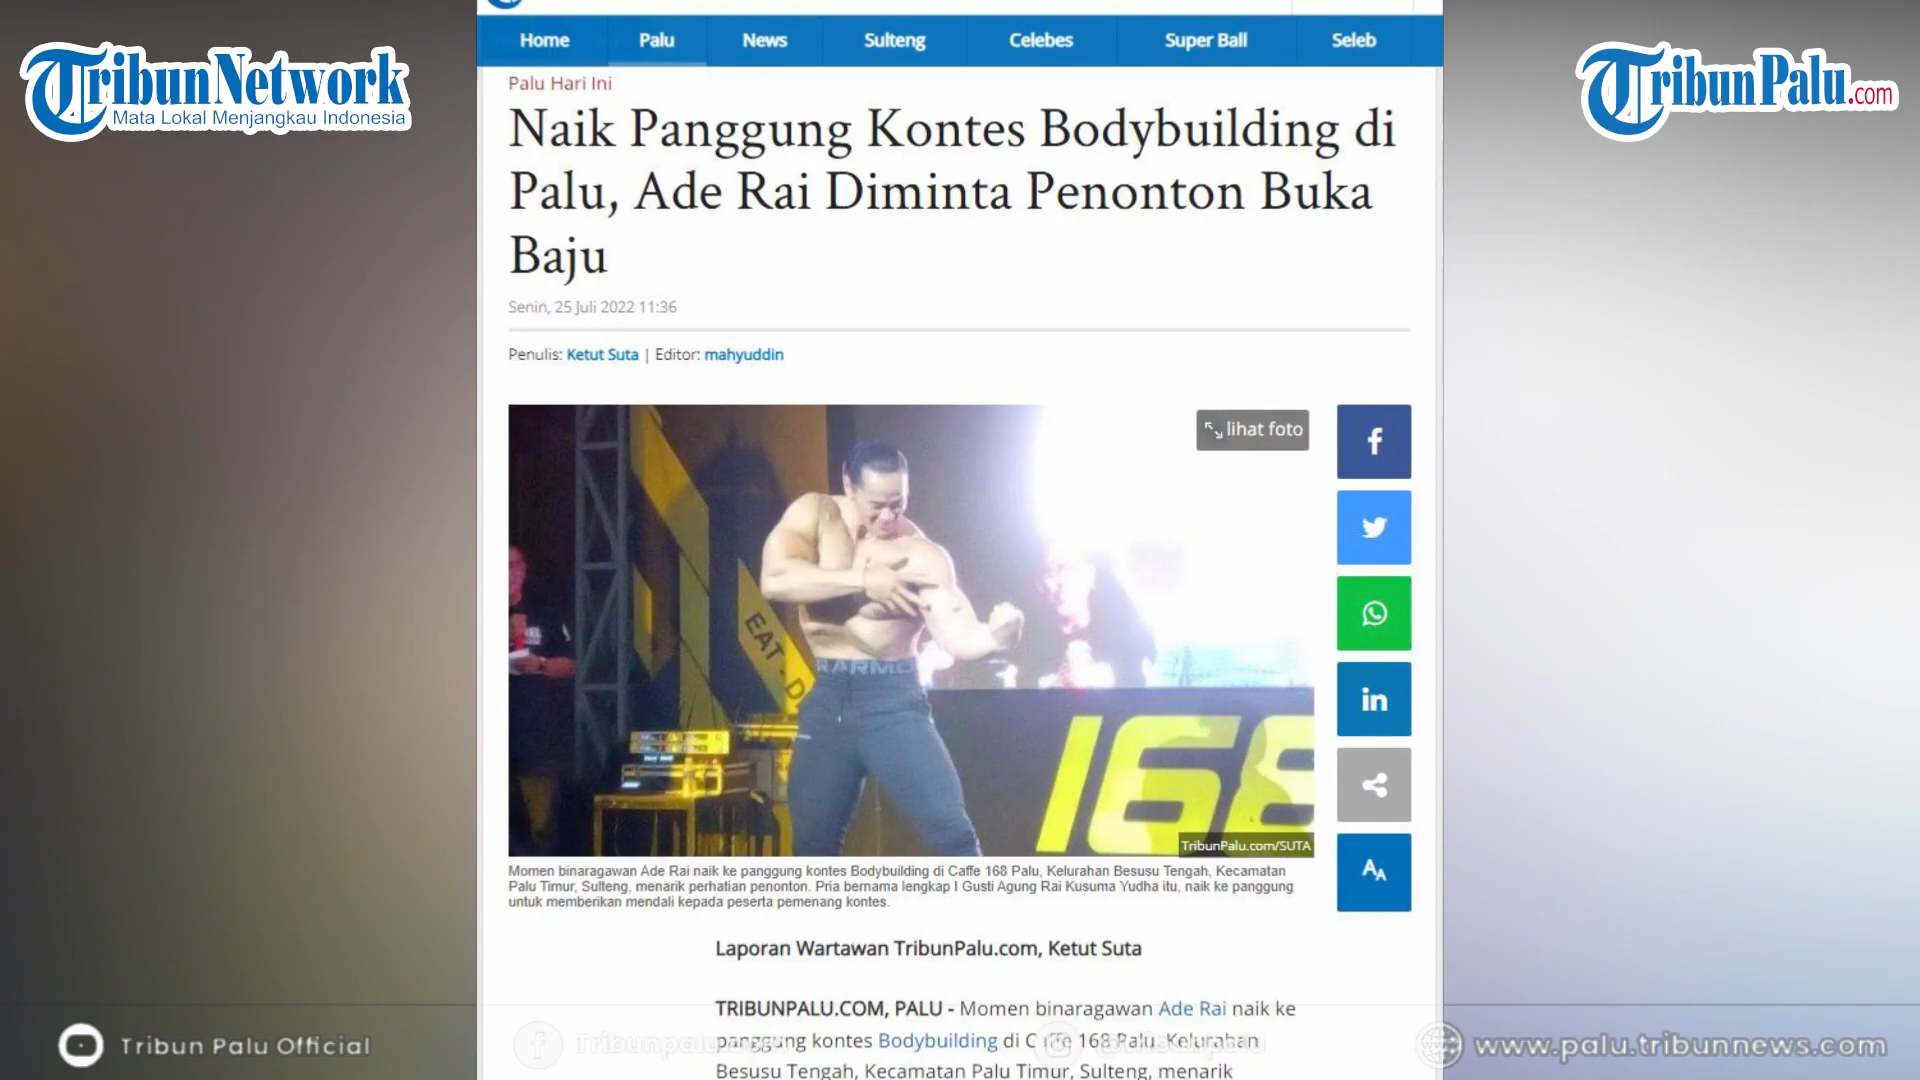 TribunNetwork
Mata Lokal Menjangkau Indonesia
TribunPalu.com
Home
Palu
News
Sulteng
Celebes
Super Ball
Seleb
Palu Hari Ini
Naik Panggung Kontes Bodybuilding di
Palu, Ade Rai Diminta Penonton Buka
Baju
Senin, 25 Juli 2022 11:36
Penulis: Ketut Suta | Editor: mahyuddin
lihat foto
EAT - D
168
TribunPalu.com/SUTA
Momen binaragawan Ade Rai naik ke panggung kontes Bodybuilding di Caffe 168 Palu, Kelurahan Besusu Tengah, Kecamatan
Palu Timur, Sulteng, menarik perhatian penonton. Pria bernama lengkap I Gusti Agung Rai Kusuma Yudha itu, naik ke panggung
untuk memberikan mendali kepada peserta pemenang kontes.
Laporan Wartawan TribunPalu.com, Ketut Suta
TRIBUNPALU.COM, PALU - Momen binaragawan Ade Rai naik ke
panggung kontes Bodybuilding di Caffe 168 Palu, Kelurahan
Besusu Tengah, Kecamatan Palu Timur, Sulteng, menarik
Tribun Palu Official
www.palu.tribunnews.com